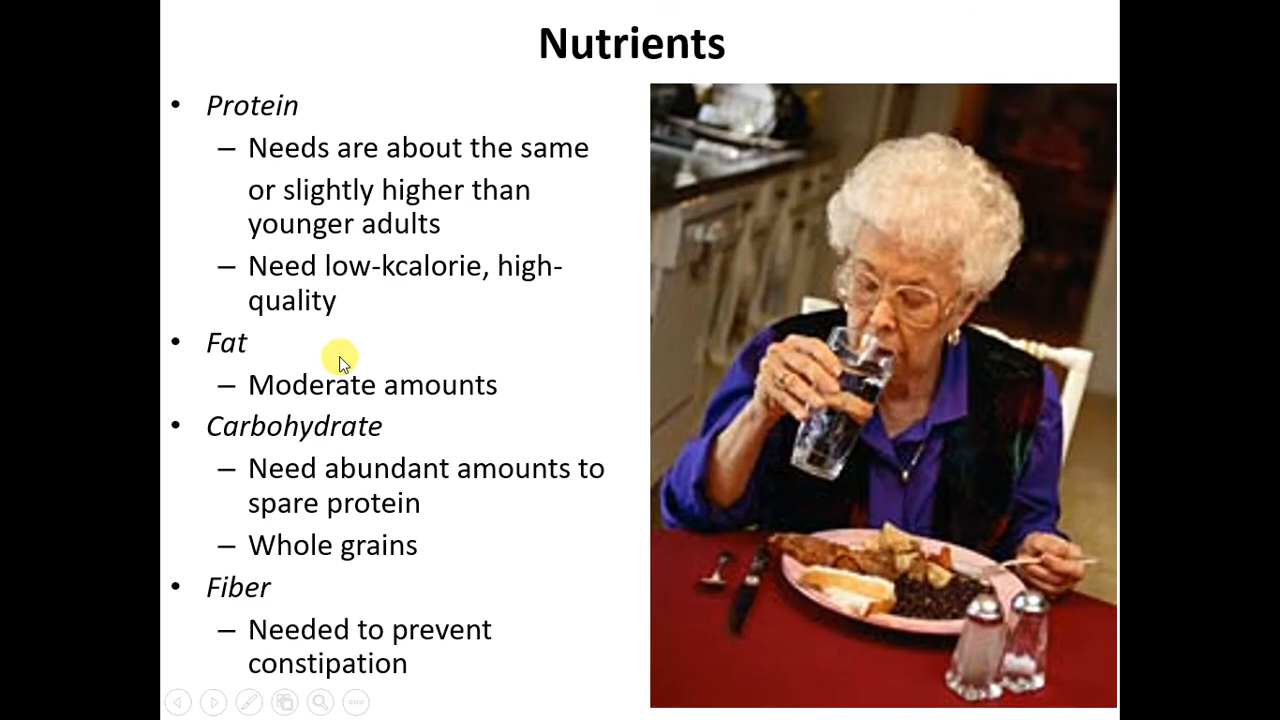 Nutrients
• Protein
– Needs are about the same
or slightly higher than
younger adults
– Need low-kcalorie, high-
quality
• Fat
– Moderate amounts
• Carbohydrate
– Need abundant amounts to
spare protein
– Whole grains
• Fiber
– Needed to prevent
constipation